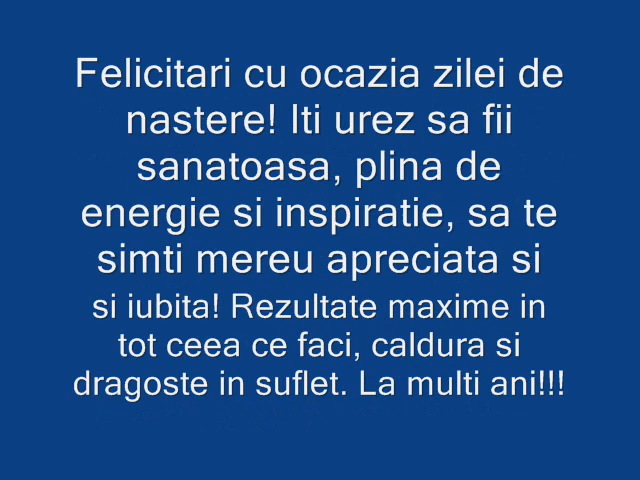 Felicitari cu ocazia zilei de
nastere! Iti urez sa fii
sanatoasa, plina de
energie si inspiratie, sa te
simti mereu apreciata si
si iubita! Rezultate maxime in
tot ceea ce faci, caldura si
dragoste in suflet. La multi ani!!!